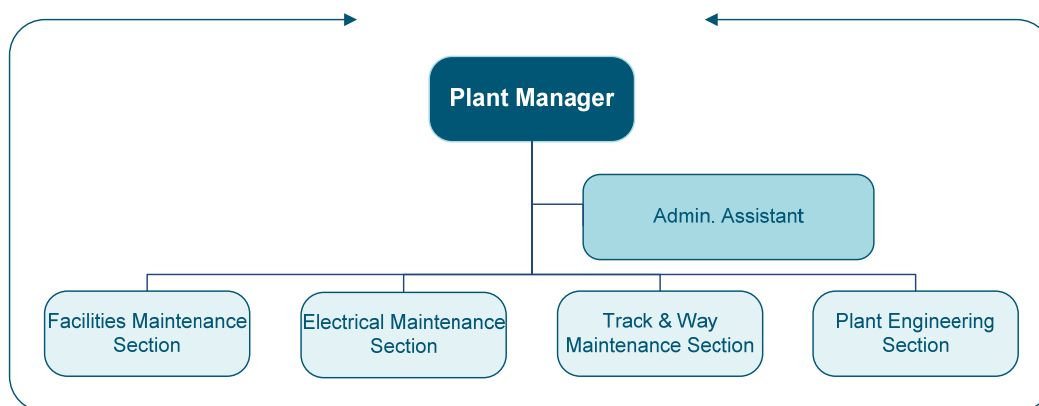 Plant Manager
Admin. Assistant
Facilities Maintenance
Section
Electrical Maintenance
Section
Track & Way
Maintenance Section
Plant Engineering
Section